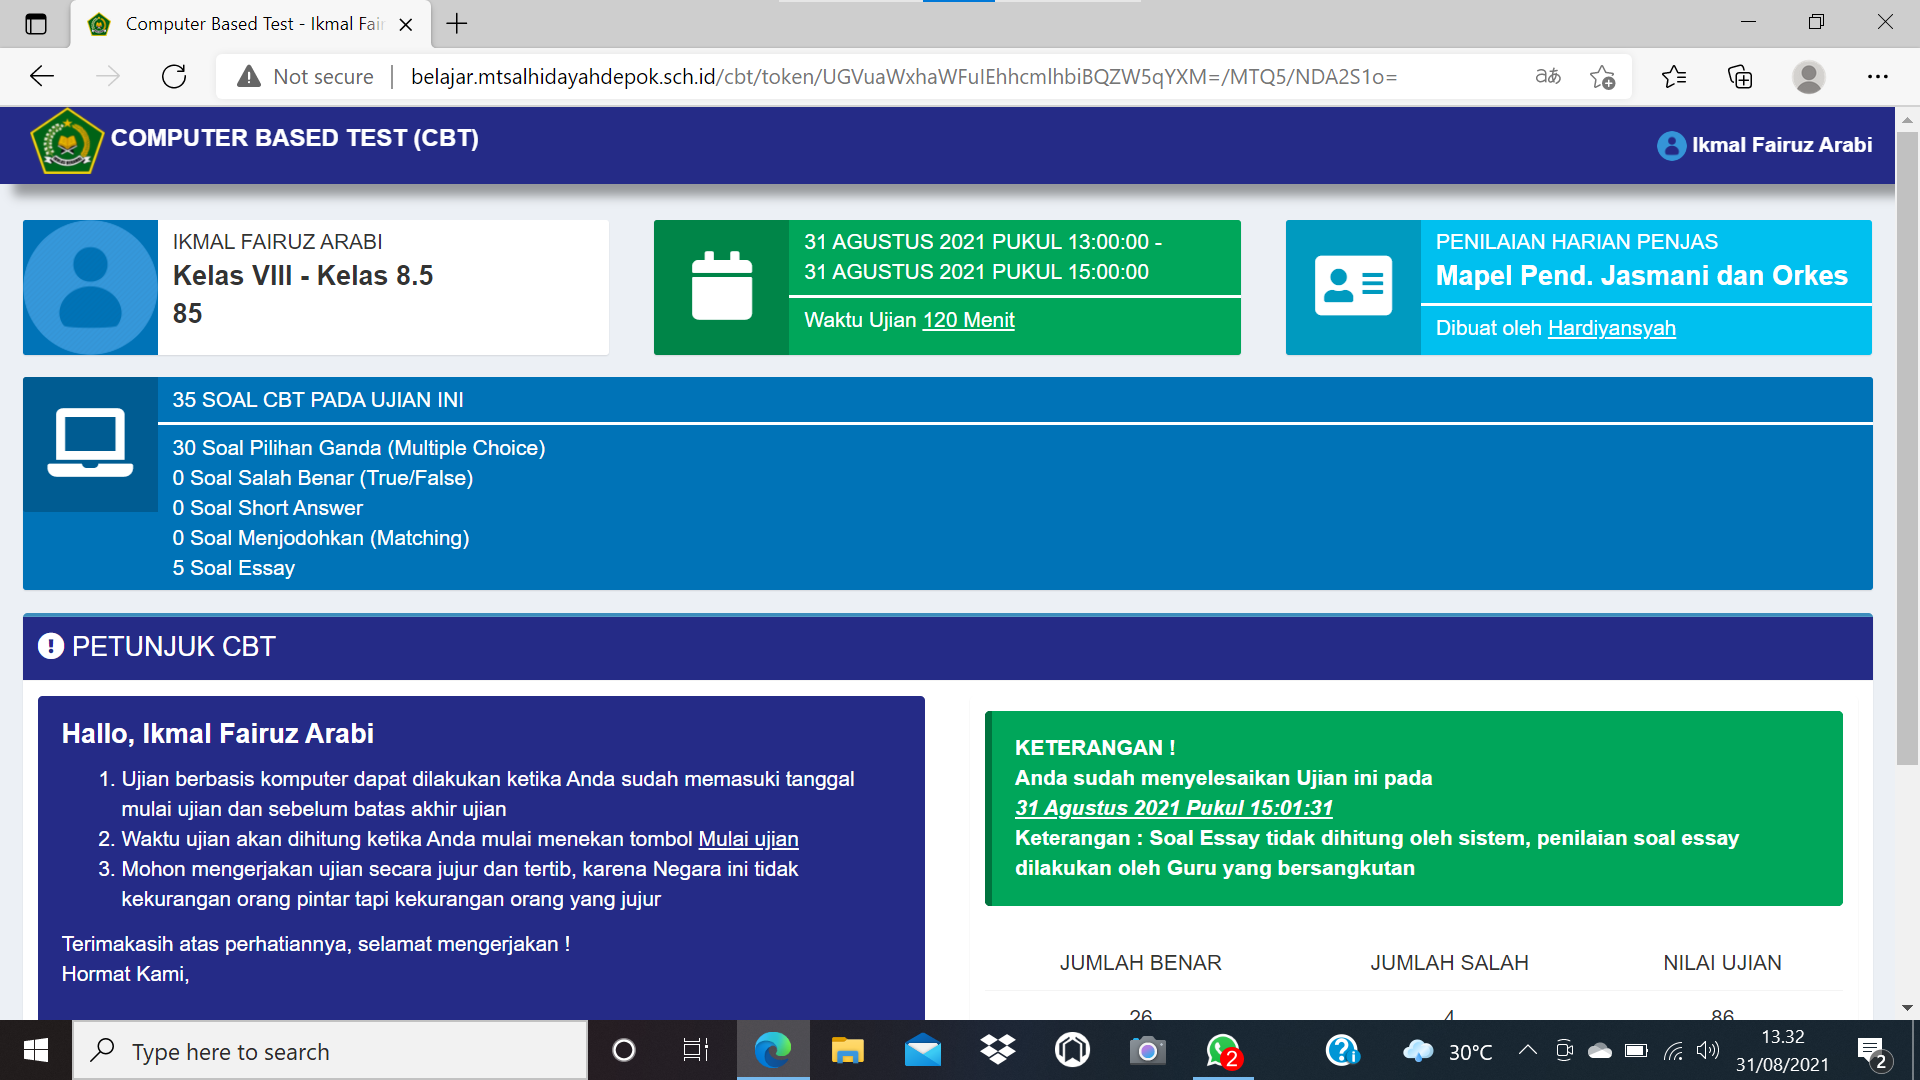 Computer Based Test - Ikmal Fair
Not secure
belajar.mtsalhidayahdepok.sch.id/cbt/token/UGVuaWxhaWFuIEhhcmlhbiBQZW5qYXM=/MTQ5/NDA2S1o=
COMPUTER BASED TEST (CBT)
Ikmal Fairuz Arabi
IKMAL FAIRUZ ARABI
Kelas VIII - Kelas 8.5
85
31 AGUSTUS 2021 PUKUL 13:00:00 -
31 AGUSTUS 2021 PUKUL 15:00:00
Waktu Ujian 120 Menit
PENILAIAN HARIAN PENJAS
Mapel Pend. Jasmani dan Orkes
Dibuat oleh Hardiyansyah
35 SOAL CBT PADA UJIAN INI
30 Soal Pilihan Ganda (Multiple Choice)
0 Soal Salah Benar (True/False)
0 Soal Short Answer
0 Soal Menjodohkan (Matching)
5 Soal Essay
PETUNJUK CBT
Hallo, Ikmal Fairuz Arabi
1. Ujian berbasis komputer dapat dilakukan ketika Anda sudah memasuki tanggal
mulai ujian dan sebelum batas akhir ujian
2. Waktu ujian akan dihitung ketika Anda mulai menekan tombol Mulai ujian
3. Mohon mengerjakan ujian secara jujur dan tertib, karena Negara ini tidak
kekurangan orang pintar tapi kekurangan orang yang jujur
Terimakasih atas perhatiannya, selamat mengerjakan !
Hormat Kami,
KETERANGAN !
Anda sudah menyelesaikan Ujian ini pada
31 Agustus 2021 Pukul 15:01:31
Keterangan : Soal Essay tidak dihitung oleh sistem, penilaian soal essay
dilakukan oleh Guru yang bersangkutan
JUMLAH BENAR JUMLAH SALAH NILAI UJIAN
26 4 86
Type here to search
2
30°C
13.32
31/08/2021
2